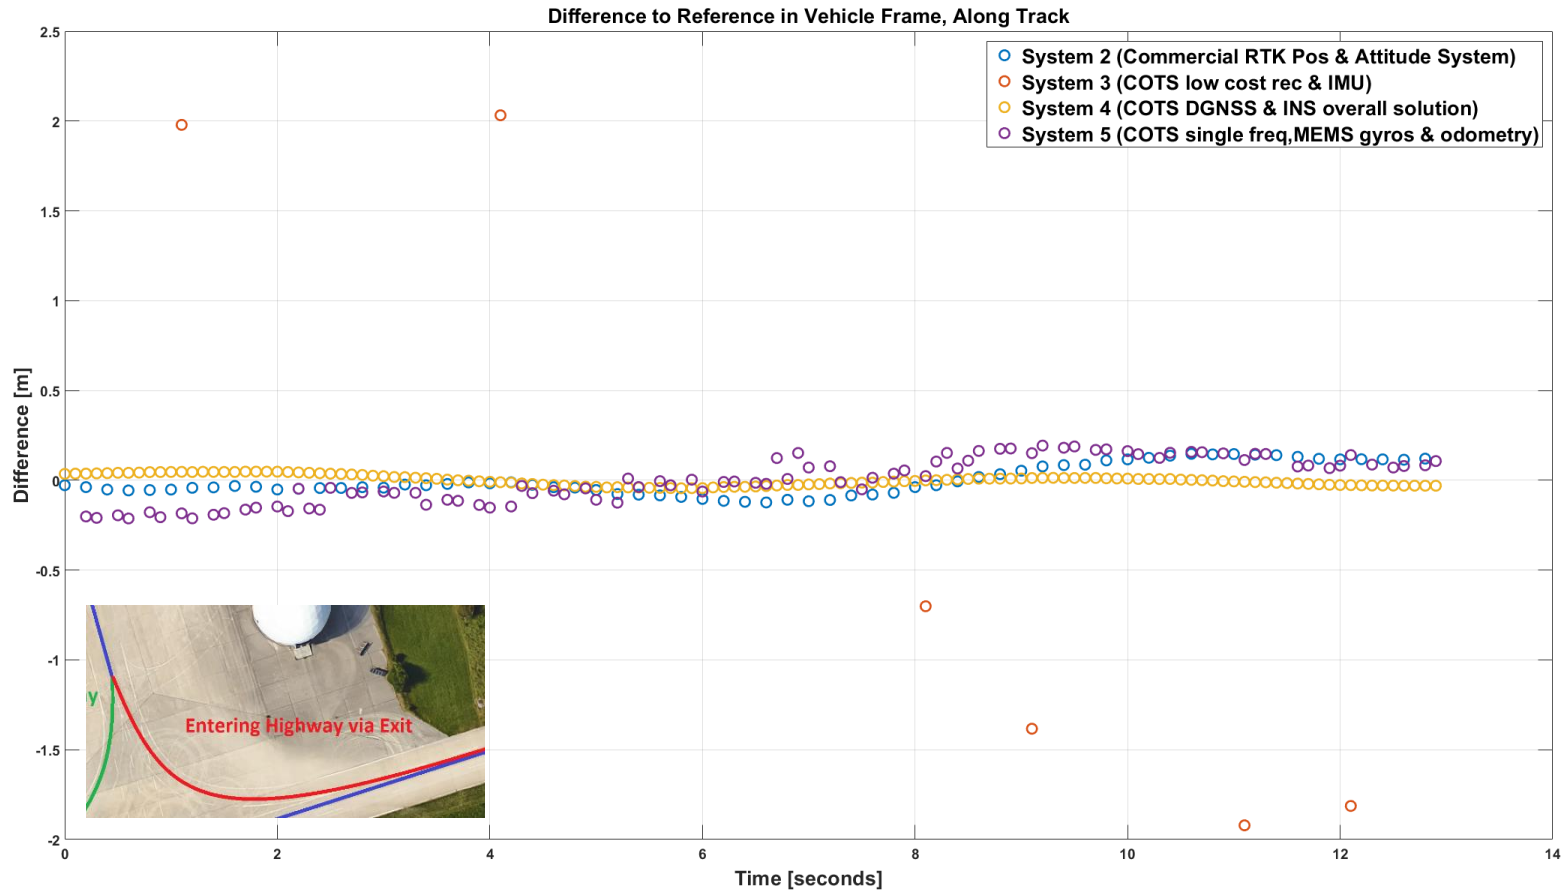 Difference to Reference in Vehicle Frame, Along Track
System 2 (Commercial RTK Pos & Attitude System)
System 3 (COTS low cost rec & IMU)
System 4 (COTS DGNSS & INS overall solution)
System 5 (COTS single freq,MEMS gyros & odometry)
2.5
2
1.5
1
0.5
0
-0.5
-1
-1.5
-2
Difference [m]
y
Entering Highway via Exit
0 2 4 6 8 10 12 14
Time [seconds]